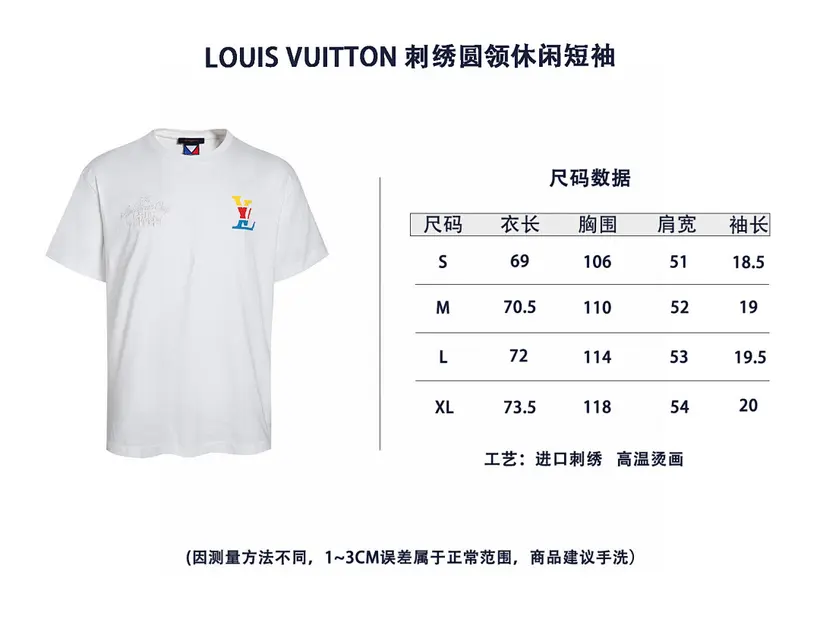 LOUIS VUITTON 刺绣圆领休闲短袖
尺码数据
尺码 衣长 胸围 肩宽 袖长
S 69 106 51 18.5
M 70.5 110 52 19
L 72 114 53 19.5
XL 73.5 118 54 20
工艺：进口刺绣 高温烫画
(因测量方法不同，1~3CM误差属于正常范围，商品建议手洗)